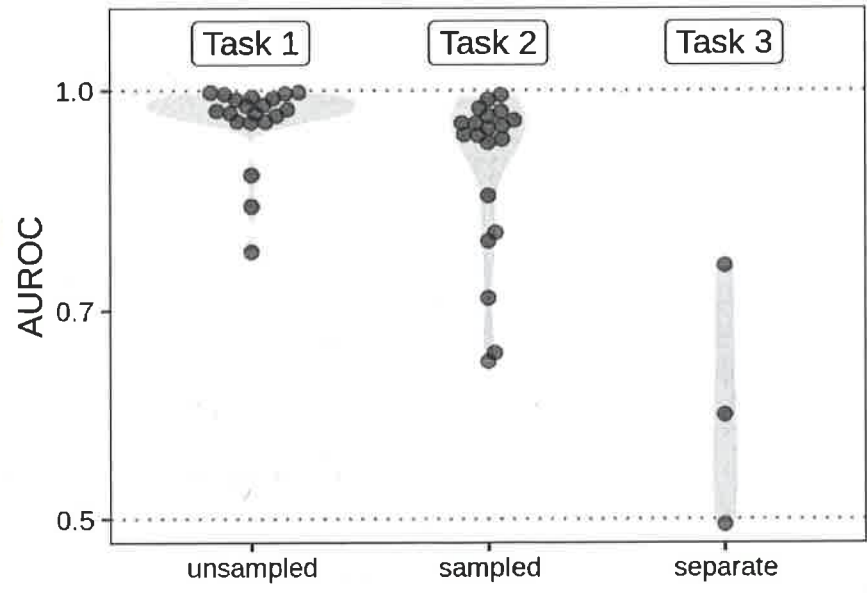 Task 1
Task 2
Task 3
1.0
AUROC
0.7
0.5
unsampled
sampled
separate